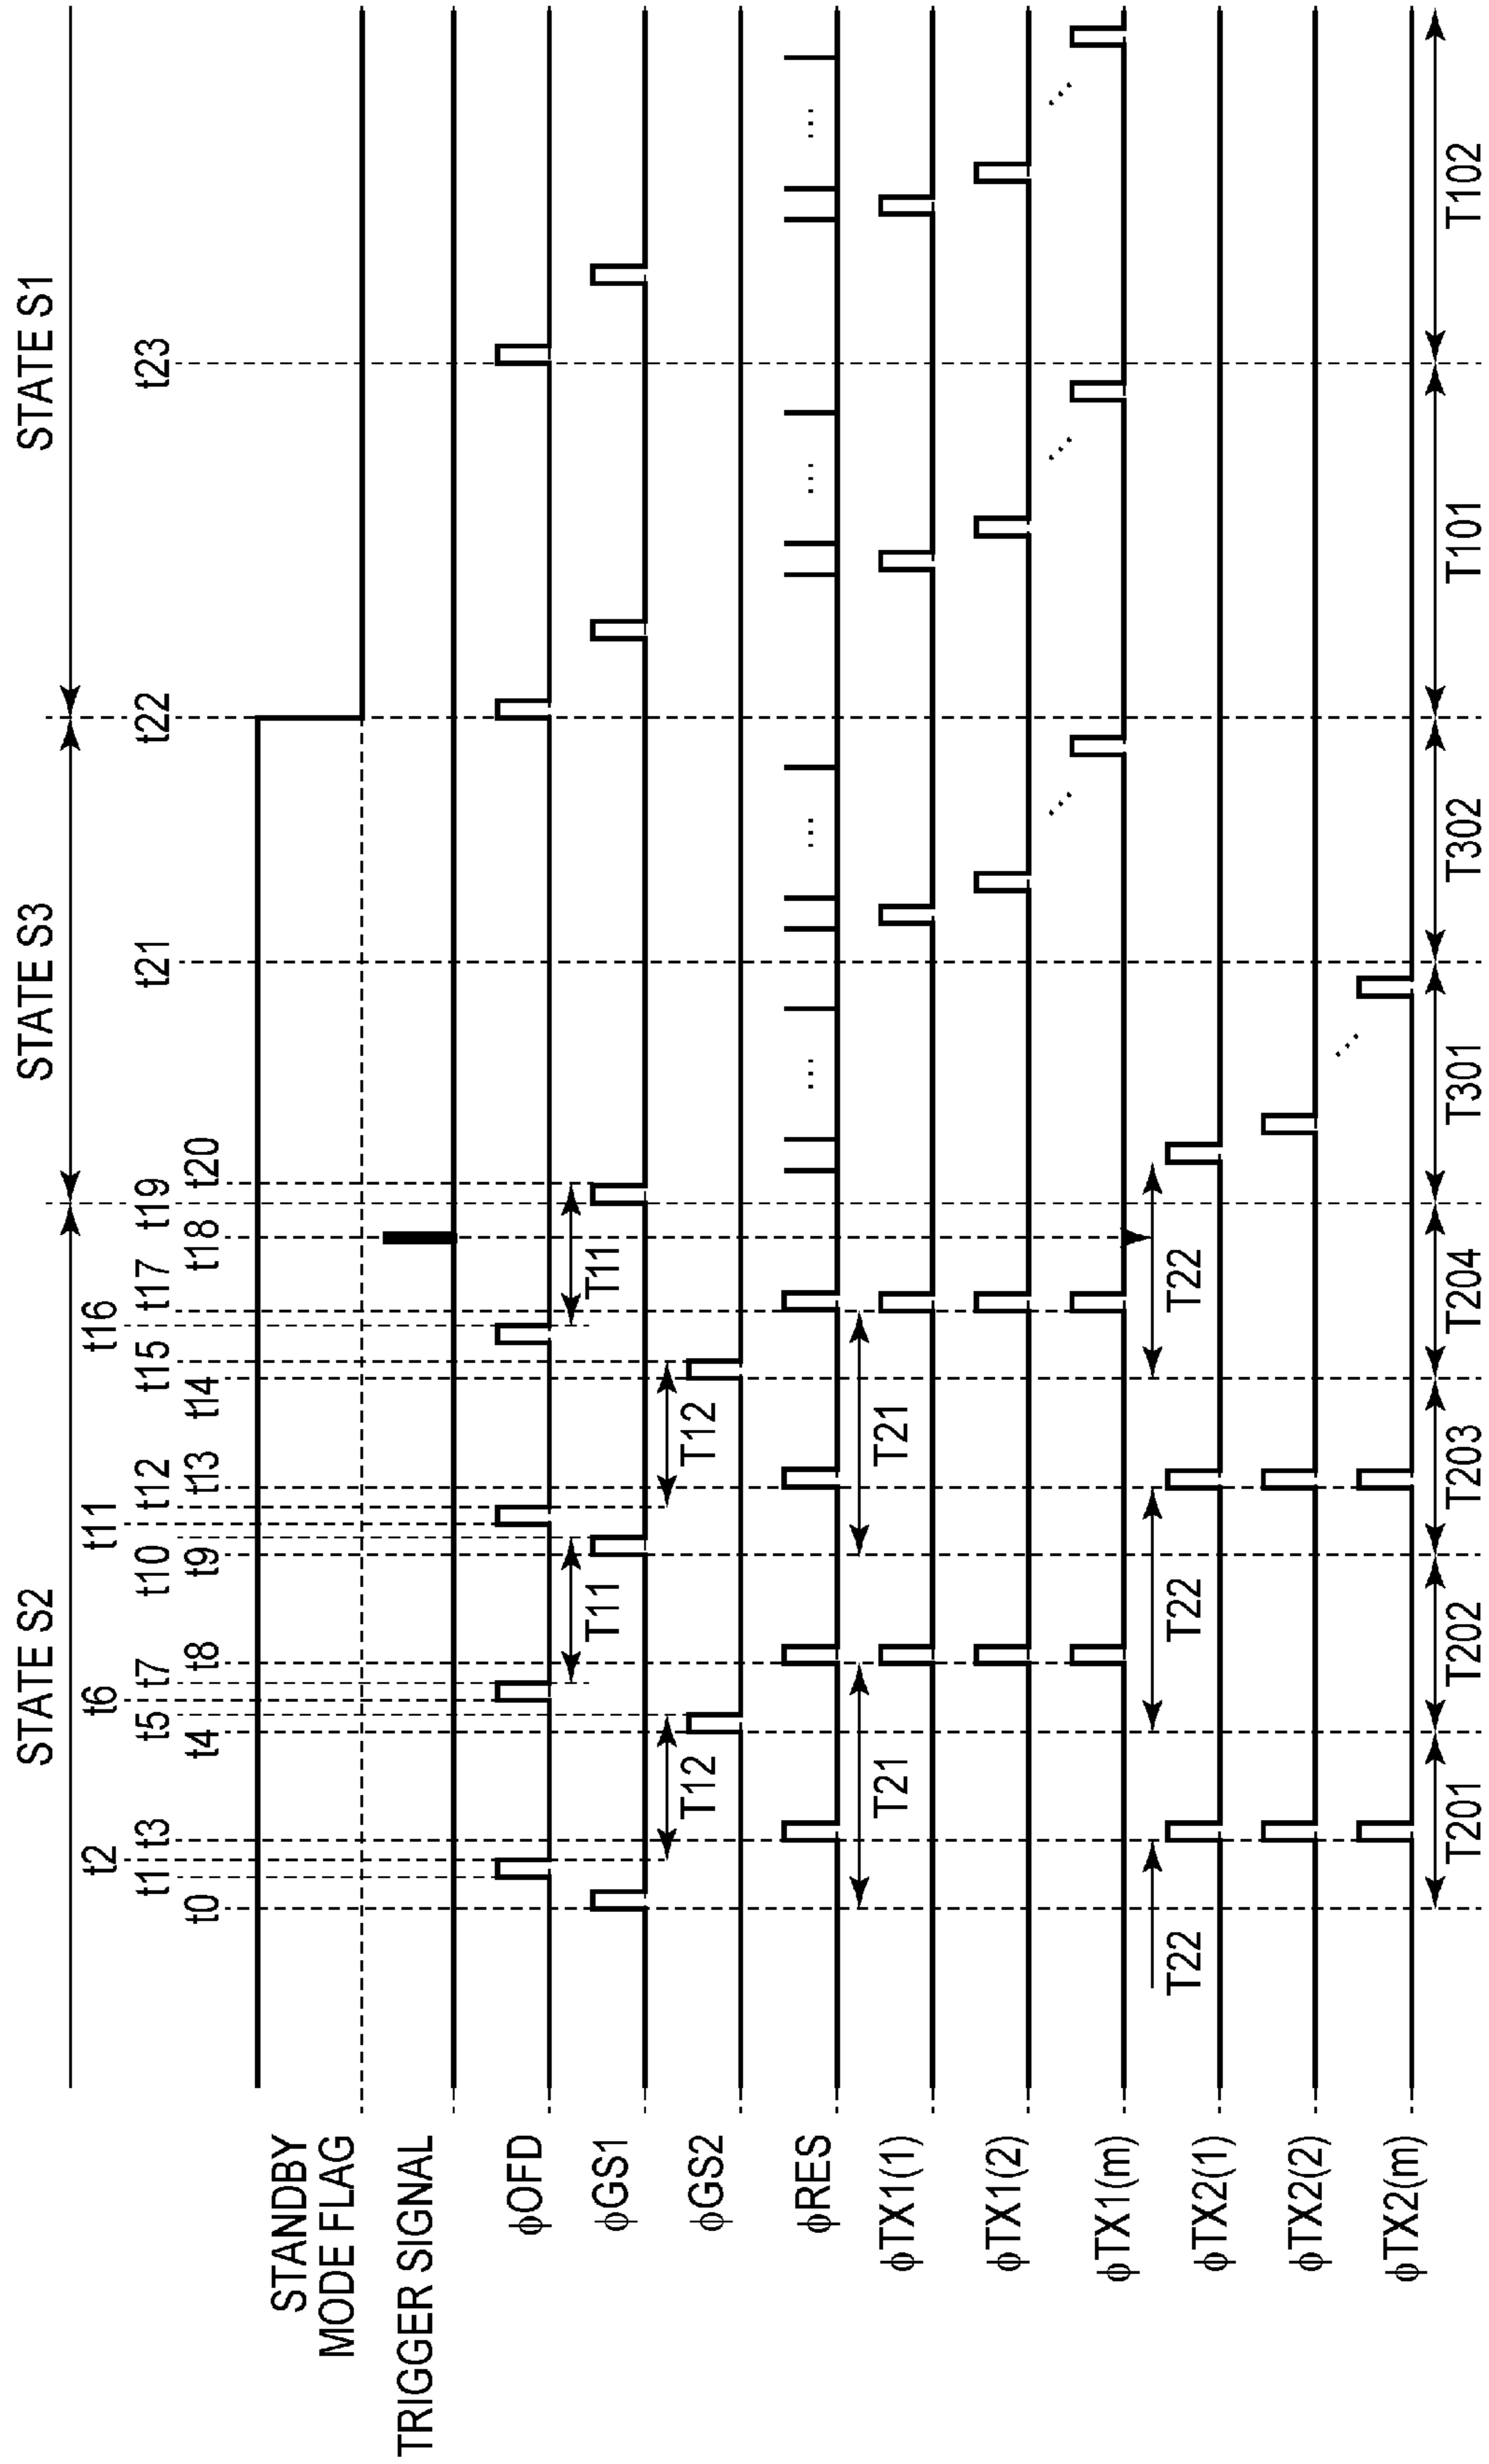 STATE S2
STATE S3
STATE S1
t2
t6
t11
t16
t1
t3
t5
t7
t10
t12
t15
t17
t19
t21
t22
t23
t0
t4
t8
t9
t13
t14
t18
t20
STANDBY
MODE FLAG
TRIGGER SIGNAL
φOFD
T11
T11
φGS1
T12
T12
φGS2
φRES
...
...
...
...
T21
T21
φTX1(1)
φTX1(2)
φTX1(m)
T22
T22
T22
φTX2(1)
φTX2(2)
φTX2(m)
T201
T202
T203
T204
T301
T302
T101
T102